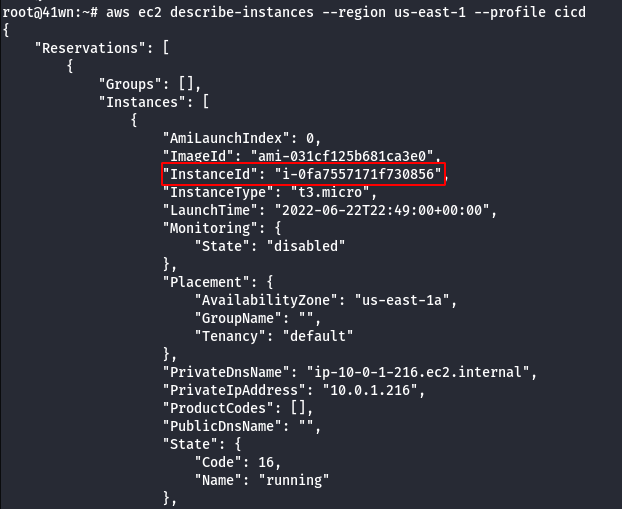 root@41wn:~# aws ec2 describe-instances --region us-east-1 --profile cicd
{
    "Reservations": [
        {
            "Groups": [],
            "Instances": [
                {
                    "AmiLaunchIndex": 0,
                    "ImageId": "ami-031cf125b681ca3e0",
                    "InstanceId": "i-0fa7557171f730856",
                    "InstanceType": "t3.micro",
                    "LaunchTime": "2022-06-22T22:49:00+00:00",
                    "Monitoring": {
                        "State": "disabled"
                    },
                    "Placement": {
                        "AvailabilityZone": "us-east-1a",
                        "GroupName": "",
                        "Tenancy": "default"
                    },
                    "PrivateDnsName": "ip-10-0-1-216.ec2.internal",
                    "PrivateIpAddress": "10.0.1.216",
                    "ProductCodes": [],
                    "PublicDnsName": "",
                    "State": {
                        "Code": 16,
                        "Name": "running"
                    },